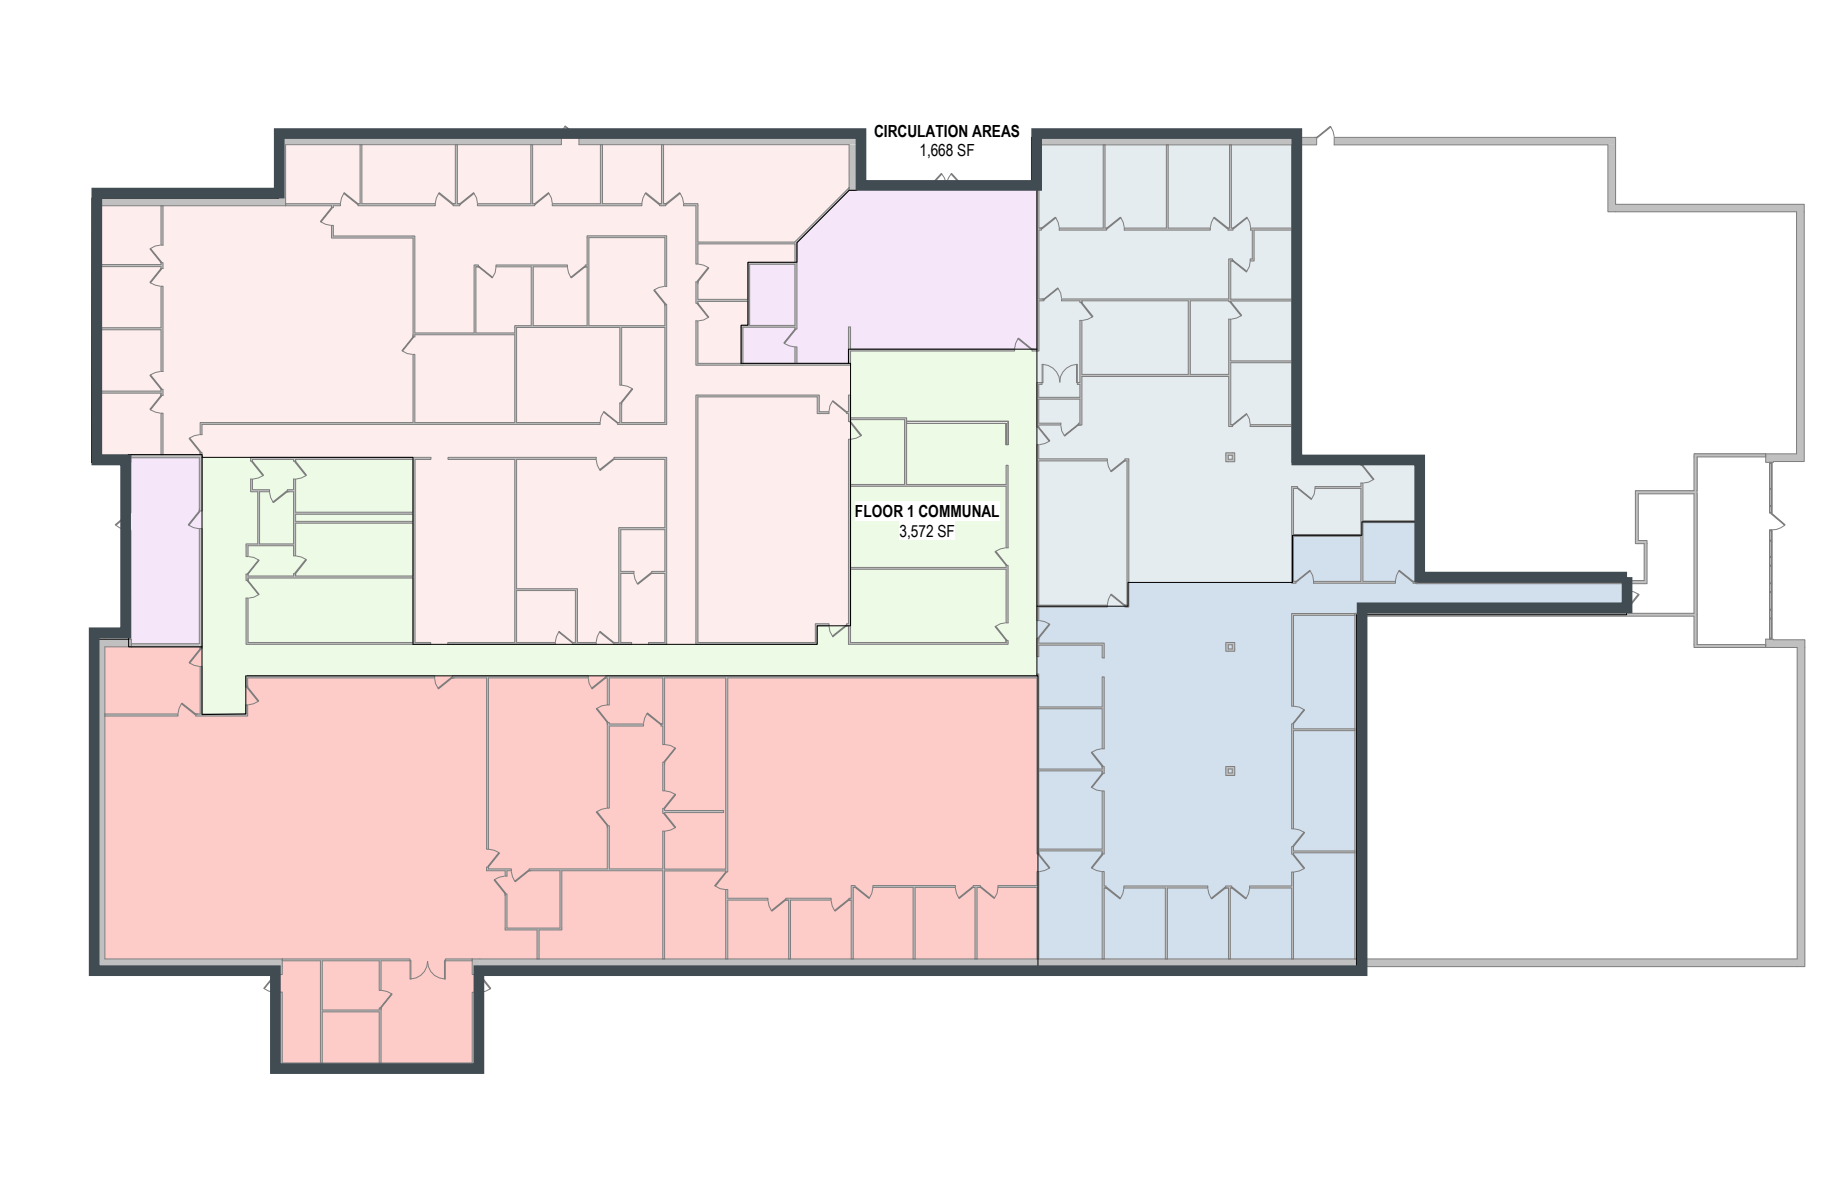 CIRCULATION AREAS
1,668 SF
FLOOR 1 COMMUNAL
3,572 SF